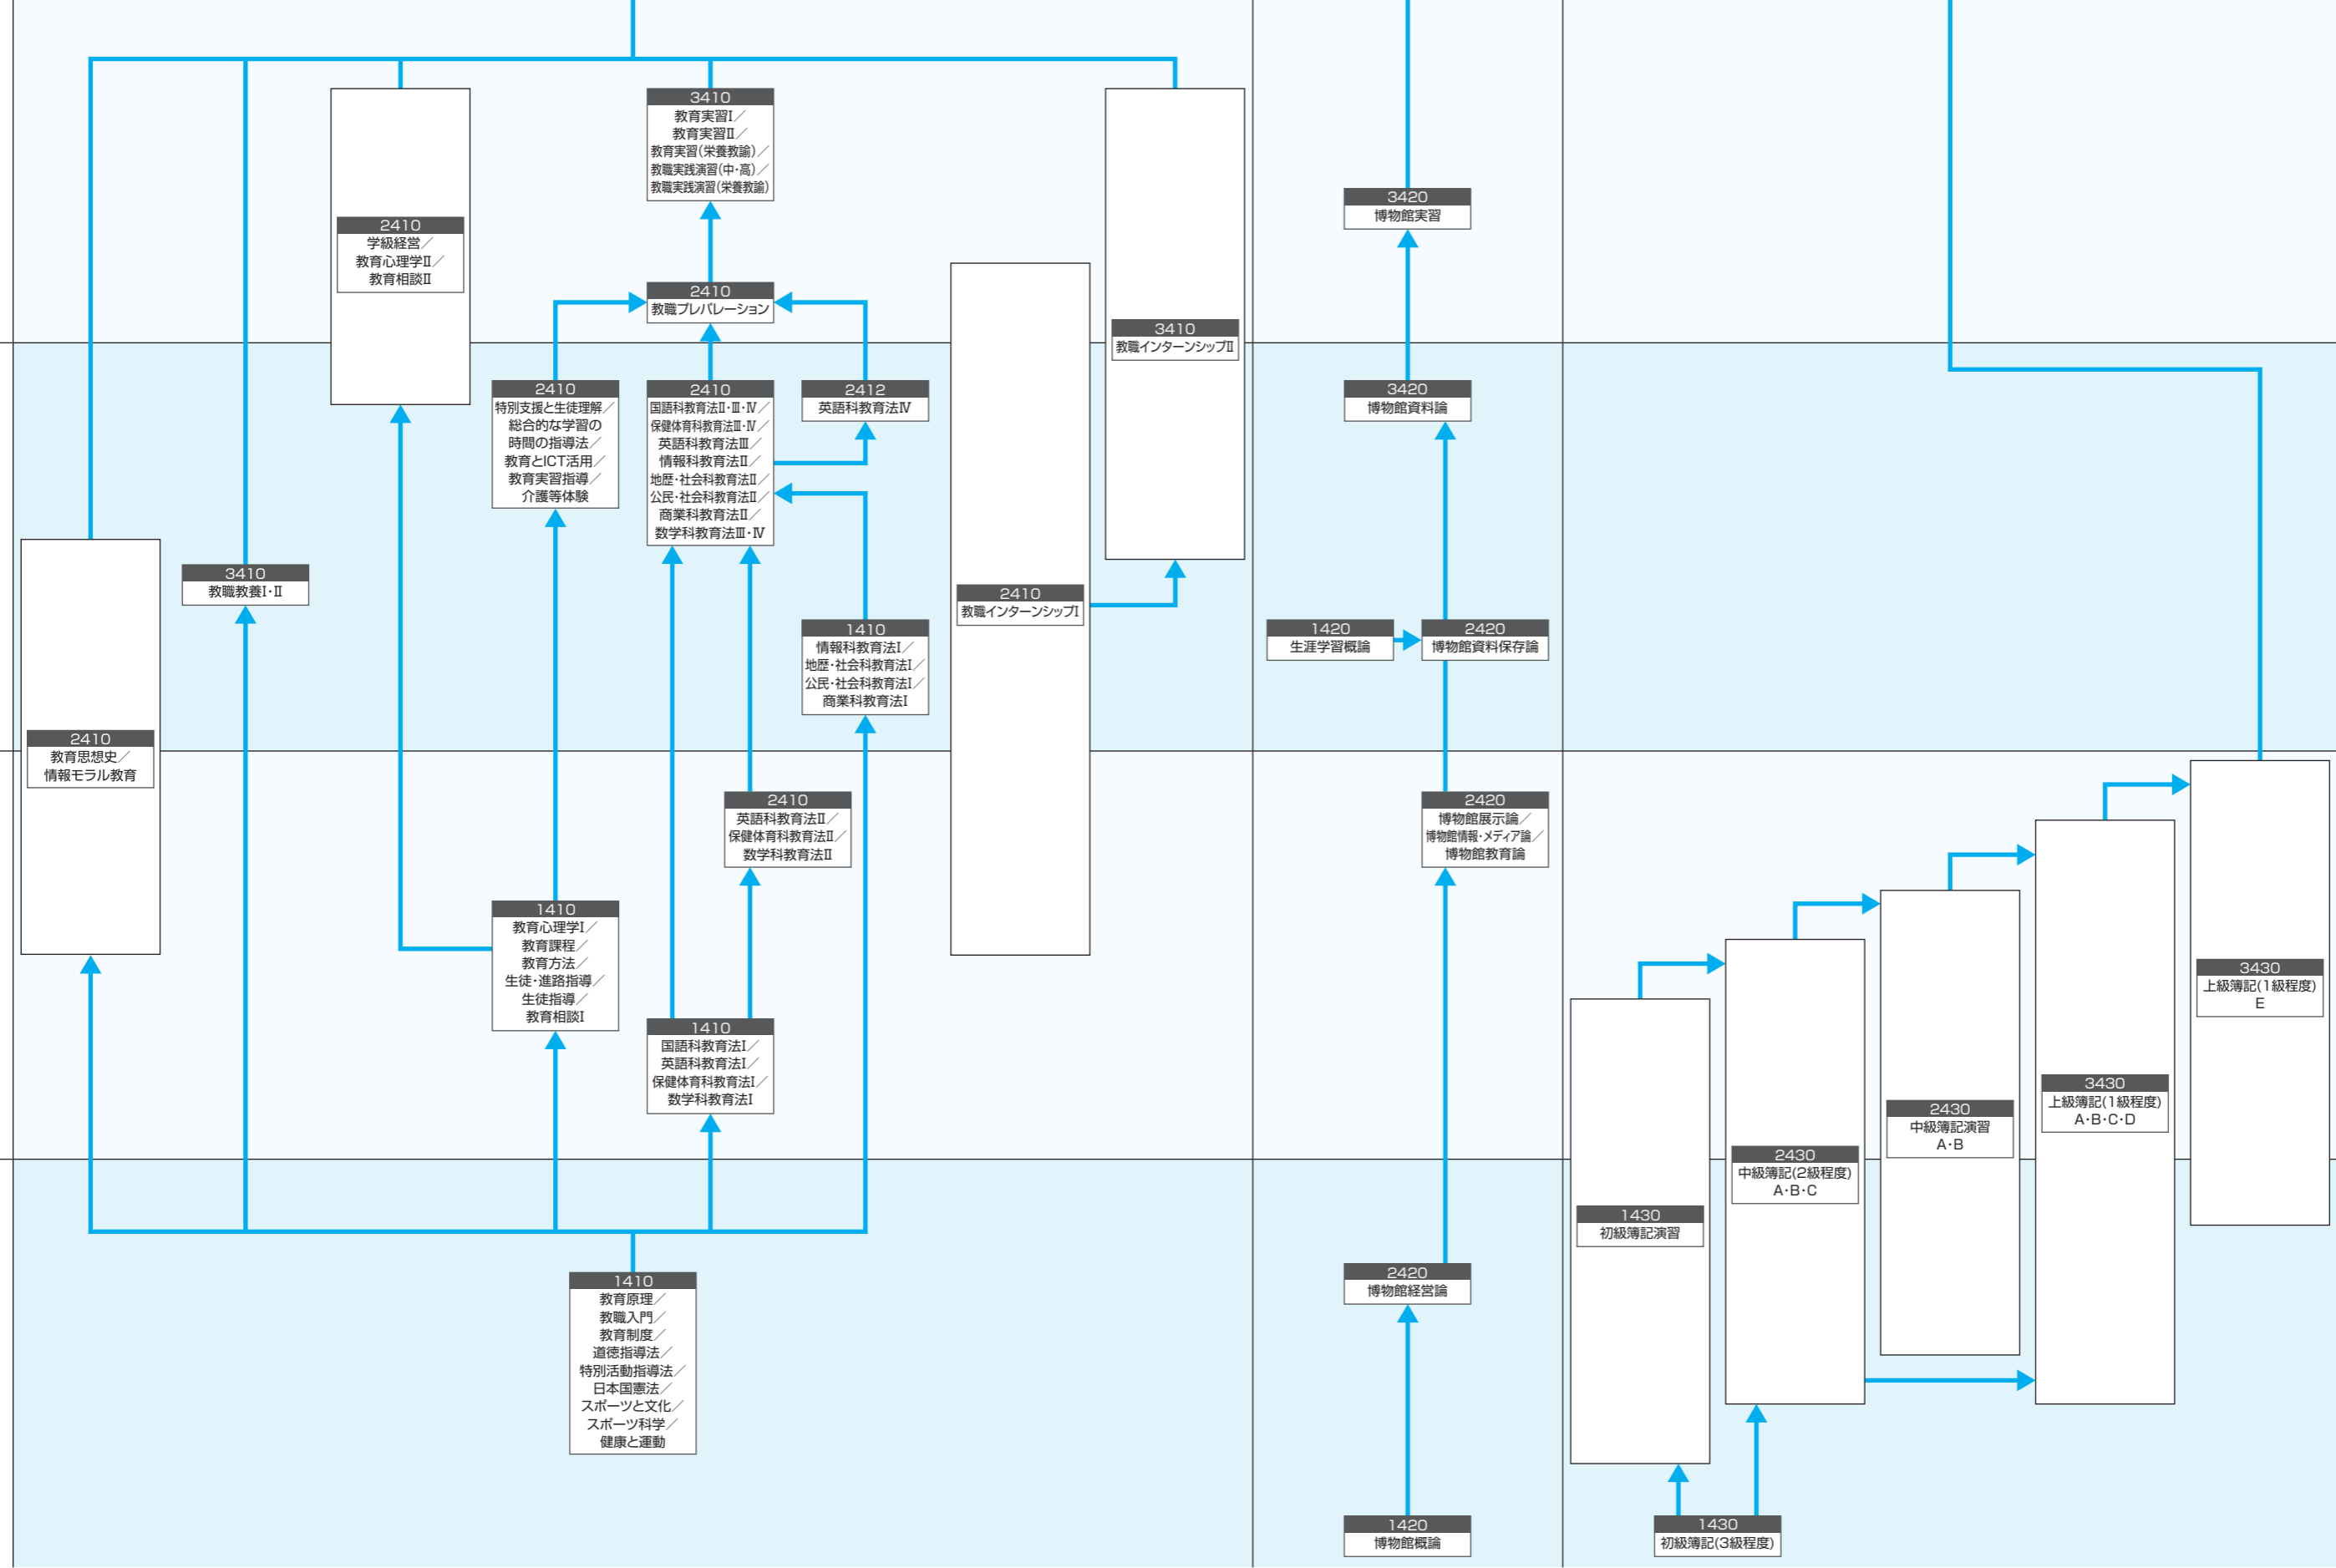 3410
教育実習Ⅰ／
教育実習Ⅱ／
教育実習(栄養教諭)／
教職実践演習(中・高)／
教職実践演習(栄養教諭)
2410
学級経営／
教育心理学Ⅱ／
教育相談Ⅱ
2410
教職プレパレーション
3410
教職インターンシップⅡ
2410
特別支援と生徒理解／
総合的な学習の
時間の指導法／
教育とICT活用／
教育実習指導／
介護等体験
2410
国語科教育法Ⅱ・Ⅲ・Ⅳ／
保健体育科教育法Ⅲ・Ⅳ／
英語科教育法Ⅲ／
情報科教育法Ⅱ／
地歴・社会科教育法Ⅱ／
公民・社会科教育法Ⅱ／
商業科教育法Ⅱ／
数学科教育法Ⅲ・Ⅳ
2412
英語科教育法Ⅳ
3410
教職教養Ⅰ・Ⅱ
2410
教職インターンシップⅠ
1410
情報科教育法Ⅰ／
地歴・社会科教育法Ⅰ／
公民・社会科教育法Ⅰ／
商業科教育法Ⅰ
2410
教育思想史／
情報モラル教育
2410
英語科教育法Ⅱ／
保健体育科教育法Ⅱ／
数学科教育法Ⅱ
1410
教育心理学Ⅰ／
教育課程／
教育方法／
生徒・進路指導／
生徒指導／
教育相談Ⅰ
1410
国語科教育法Ⅰ／
英語科教育法Ⅰ／
保健体育科教育法Ⅰ／
数学科教育法Ⅰ
1410
教育原理／
教職入門／
教育制度／
道徳指導法／
特別活動指導法／
日本国憲法／
スポーツと文化／
スポーツ科学／
健康と運動
3420
博物館実習
3420
博物館資料論
1420
生涯学習概論
2420
博物館資料保存論
2420
博物館展示論／
博物館情報・メディア論／
博物館教育論
2420
博物館経営論
1420
博物館概論
3430
上級簿記(1級程度)
E
3430
上級簿記(1級程度)
A・B・C・D
2430
中級簿記演習
A・B
2430
中級簿記(2級程度)
A・B・C
1430
初級簿記演習
1430
初級簿記(3級程度)